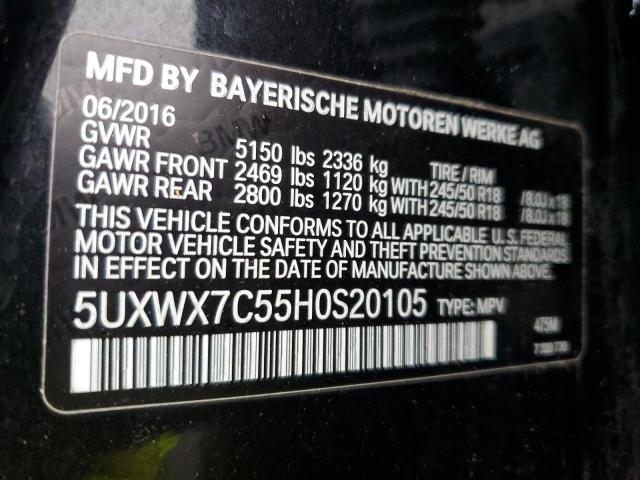 MFD BY BAYERISCHE MOTOREN WERKE AG
06/2016
GVWR 5150 lbs 2336 kg TIRE / RIM
GAWR FRONT 2469 lbs 1120 kg WITH 245/50 R18 /8.0J x 18
GAWR REAR 2800 lbs 1270 kg WITH 245/50 R18 /8.0J x 18
THIS VEHICLE CONFORMS TO ALL APPLICABLE U.S. FEDERAL
MOTOR VEHICLE SAFETY AND THEFT PREVENTION STANDARDS
IN EFFECT ON THE DATE OF MANUFACTURE SHOWN ABOVE.
5UXWX7C55H0S20105 TYPE: MPV
475M